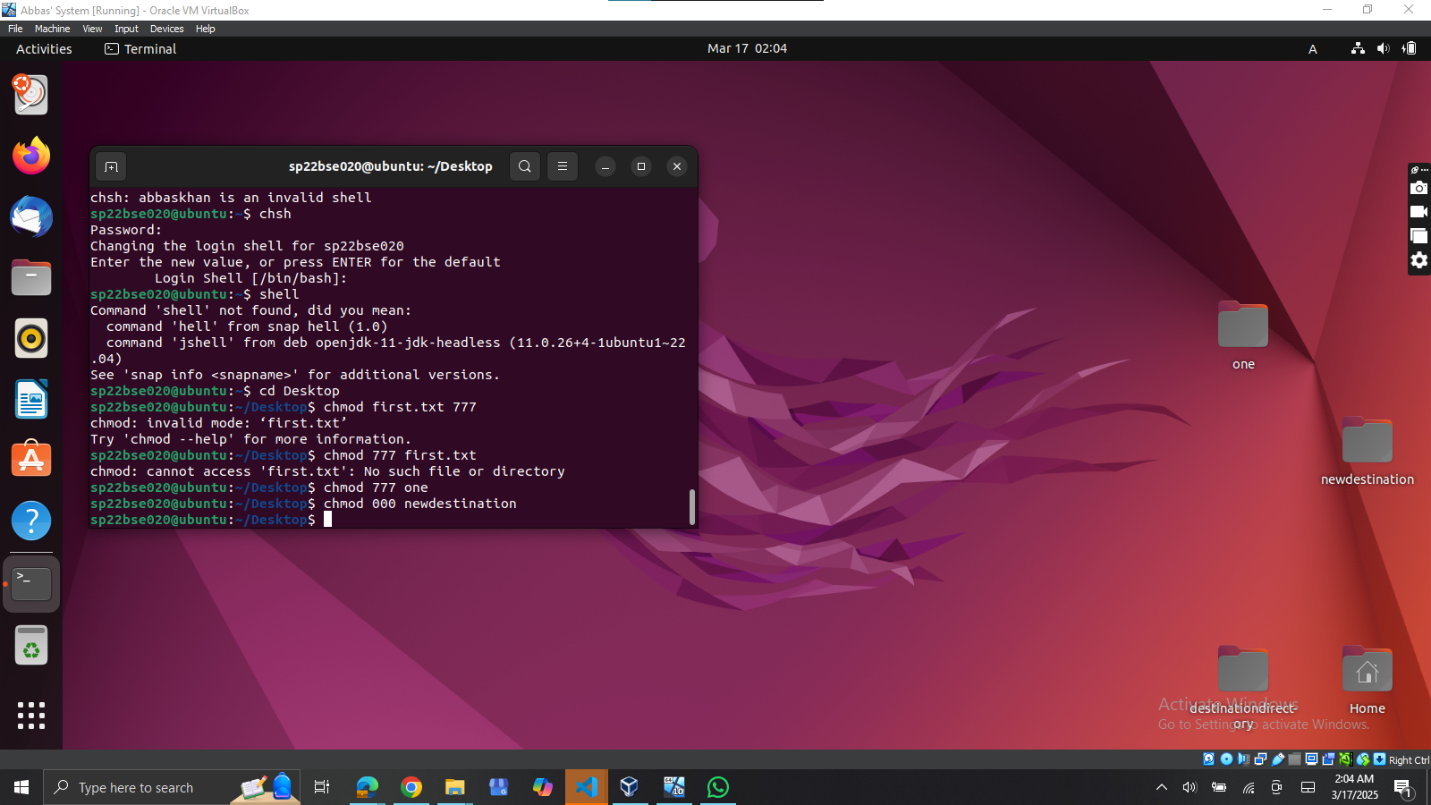 Abbas' System [Running] - Oracle VM VirtualBox
File Machine View Input Devices Help
Activities Terminal Mar 17 02:04 A
sp22bse020@ubuntu: ~/Desktop
chsh: abbaskhan is an invalid shell
sp22bse020@ubuntu:~$ chsh
Password:
Changing the login shell for sp22bse020
Enter the new value, or press ENTER for the default
Login Shell [/bin/bash]:
sp22bse020@ubuntu:~$ shell
Command 'shell' not found, did you mean:
command 'hell' from snap hell (1.0)
command 'jshell' from deb openjdk-11-jdk-headless (11.0.26+4-1ubuntu1~22
.04)
See 'snap info <snapname>' for additional versions.
sp22bse020@ubuntu:~$ cd Desktop
sp22bse020@ubuntu:~/Desktop$ chmod first.txt 777
chmod: invalid mode: ‘first.txt’
Try 'chmod --help' for more information.
sp22bse020@ubuntu:~/Desktop$ chmod 777 first.txt
chmod: cannot access 'first.txt': No such file or directory
sp22bse020@ubuntu:~/Desktop$ chmod 777 one
sp22bse020@ubuntu:~/Desktop$ chmod 000 newdestination
sp22bse020@ubuntu:~/Desktop$
one
newdestination
destinationdirect-
ory
Home
Activate Windows
Go to Settings to activate Windows.
Right Ctrl
Type here to search
2:04 AM
3/17/2025
1